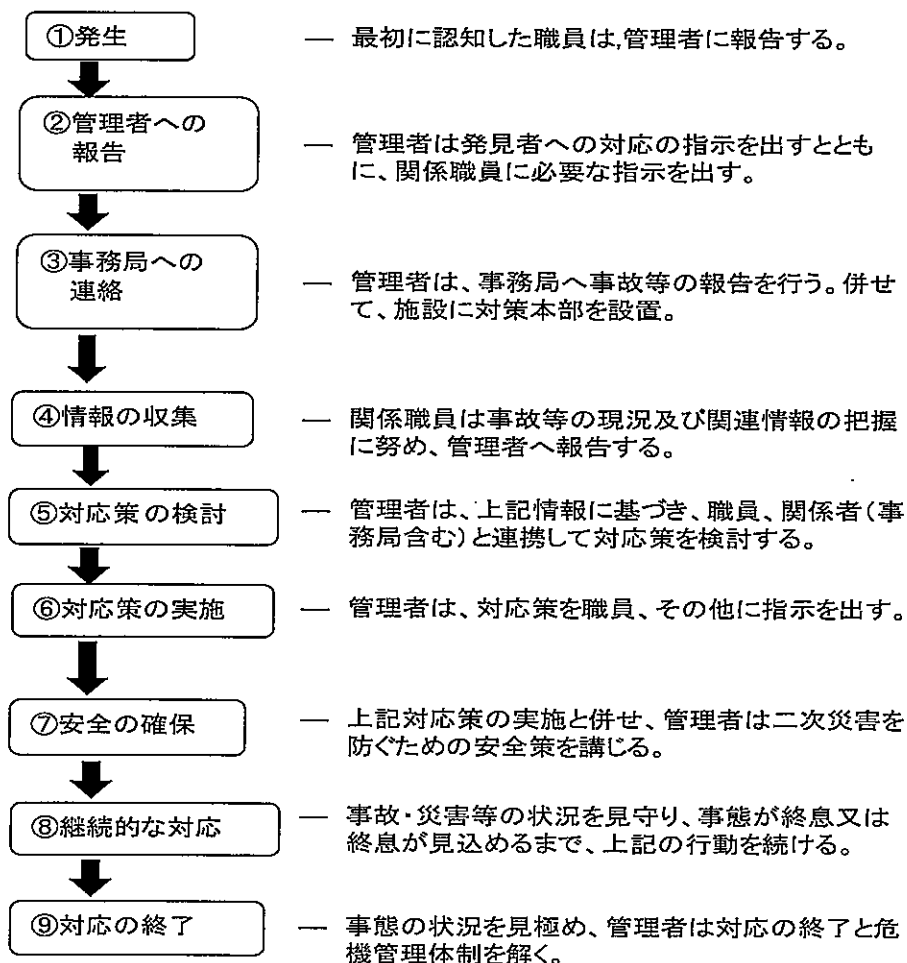 ①発生
― 最初に認知した職員は,管理者に報告する。
②管理者への
報告
― 管理者は発見者への対応の指示を出すととも
に、関係職員に必要な指示を出す。
③事務局への
連絡
― 管理者は、事務局へ事故等の報告を行う。併せ
て、施設に対策本部を設置。
④情報の収集
― 関係職員は事故等の現況及び関連情報の把握
に努め、管理者へ報告する。
⑤対応策の検討
― 管理者は、上記情報に基づき、職員、関係者(事
務局含む)と連携して対応策を検討する。
⑥対応策の実施
― 管理者は、対応策を職員、その他に指示を出す。
⑦安全の確保
― 上記対応策の実施と併せ、管理者は二次災害を
防ぐための安全策を講じる。
⑧継続的な対応
― 事故・災害等の状況を見守り、事態が終息又は
終息が見込めるまで、上記の行動を続ける。
⑨対応の終了
― 事態の状況を見極め、管理者は対応の終了と危
機管理体制を解く。